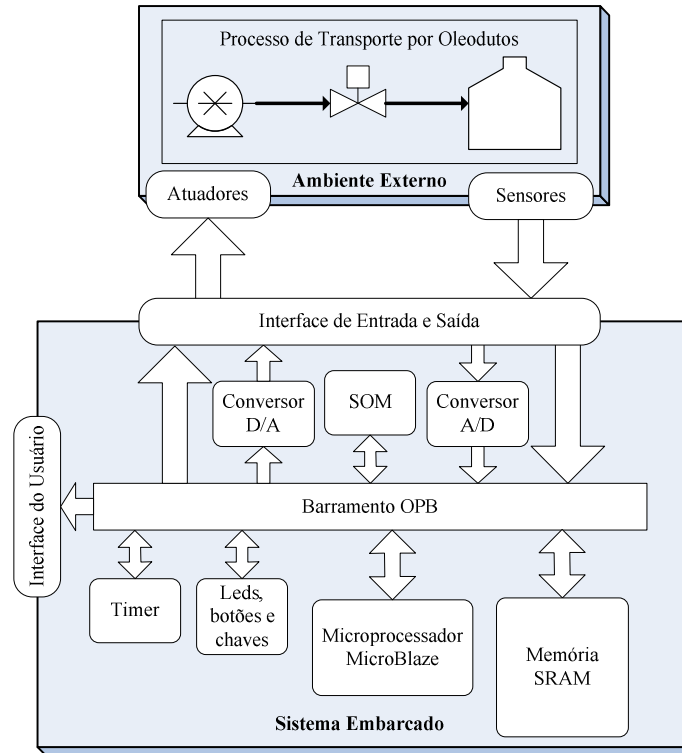 Processo de Transporte por Oleodutos
Ambiente Externo
Atuadores
Sensores
Interface de Entrada e Saída
Conversor
D/A
SOM
Conversor
A/D
Interface do Usuário
Barramento OPB
Timer
Leds,
botões e
chaves
Microprocessador
MicroBlaze
Memória
SRAM
Sistema Embarcado